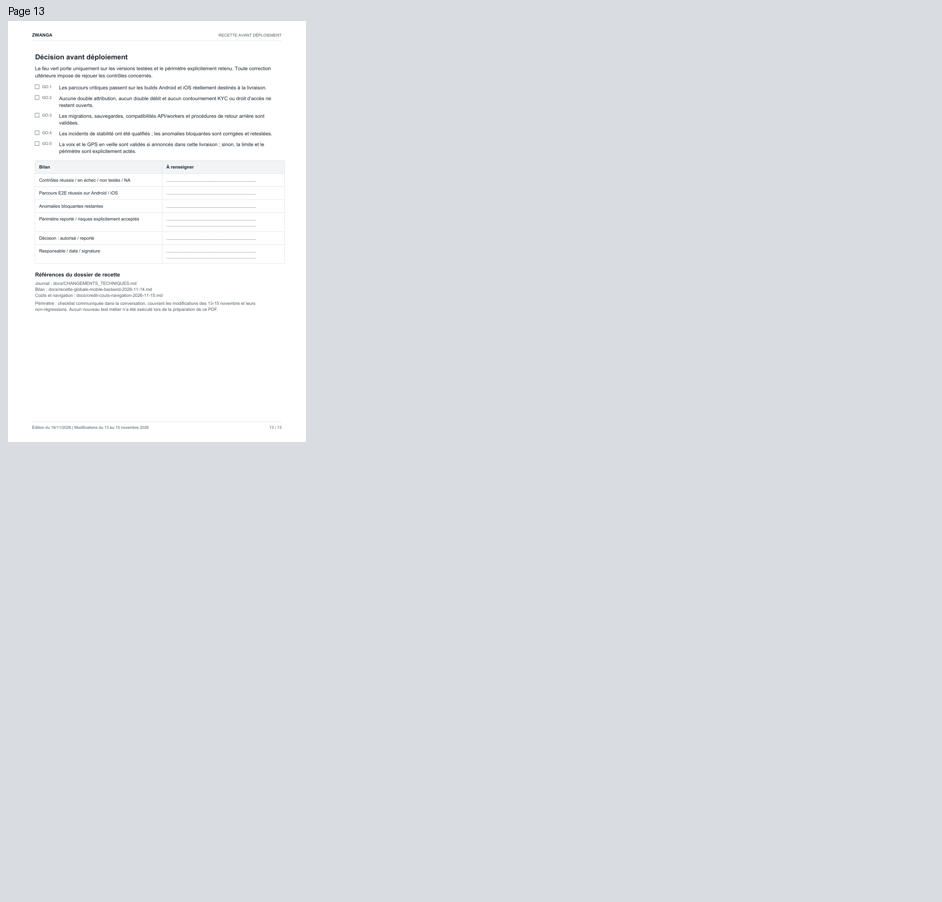 Page 13
ZWANGA
RECETTE AVANT DÉPLOIEMENT
Décision avant déploiement
Le feu vert porte uniquement sur les versions testées et le périmètre explicitement retenu. Toute correction
ultérieure impose de rejouer les contrôles concernés.
GO.1 Les parcours critiques passent sur les builds Android et iOS réellement destinés à la livraison.
GO.2 Aucune double attribution, aucun double débit et aucun contournement KYC ou droit d'accès ne
restent ouverts.
GO.3 Les migrations, sauvegardes, compatibilités API/workers et procédures de retour arrière sont
validées.
GO.4 Les incidents de stabilité ont été qualifiés ; les anomalies bloquantes sont corrigées et retestées.
GO.5 La voix et le GPS en veille sont validés si annoncés dans cette livraison ; sinon, la limite et le
périmètre sont explicitement actés.
Bilan À renseigner
Contrôles réussis / en échec / non testés / NA
Parcours E2E réussis sur Android / iOS
Anomalies bloquantes restantes
Périmètre reporté / risques explicitement acceptés
Décision : autorisé / reporté
Responsable / date / signature
Références du dossier de recette
Journal : docs/CHANGEMENTS_TECHNIQUES.md
Bilan : docs/recette-globale-mobile-backend-2026-11-14.md
Coûts et navigation : docs/credit-couts-navigation-2026-11-15.md
Périmètre : checklist communiquée dans la conversation, couvrant les modifications des 13-15 novembre et leurs
non-régressions. Aucun nouveau test métier n'a été exécuté lors de la préparation de ce PDF.
Édition du 16/11/2026 | Modifications du 13 au 15 novembre 2026
13 / 13